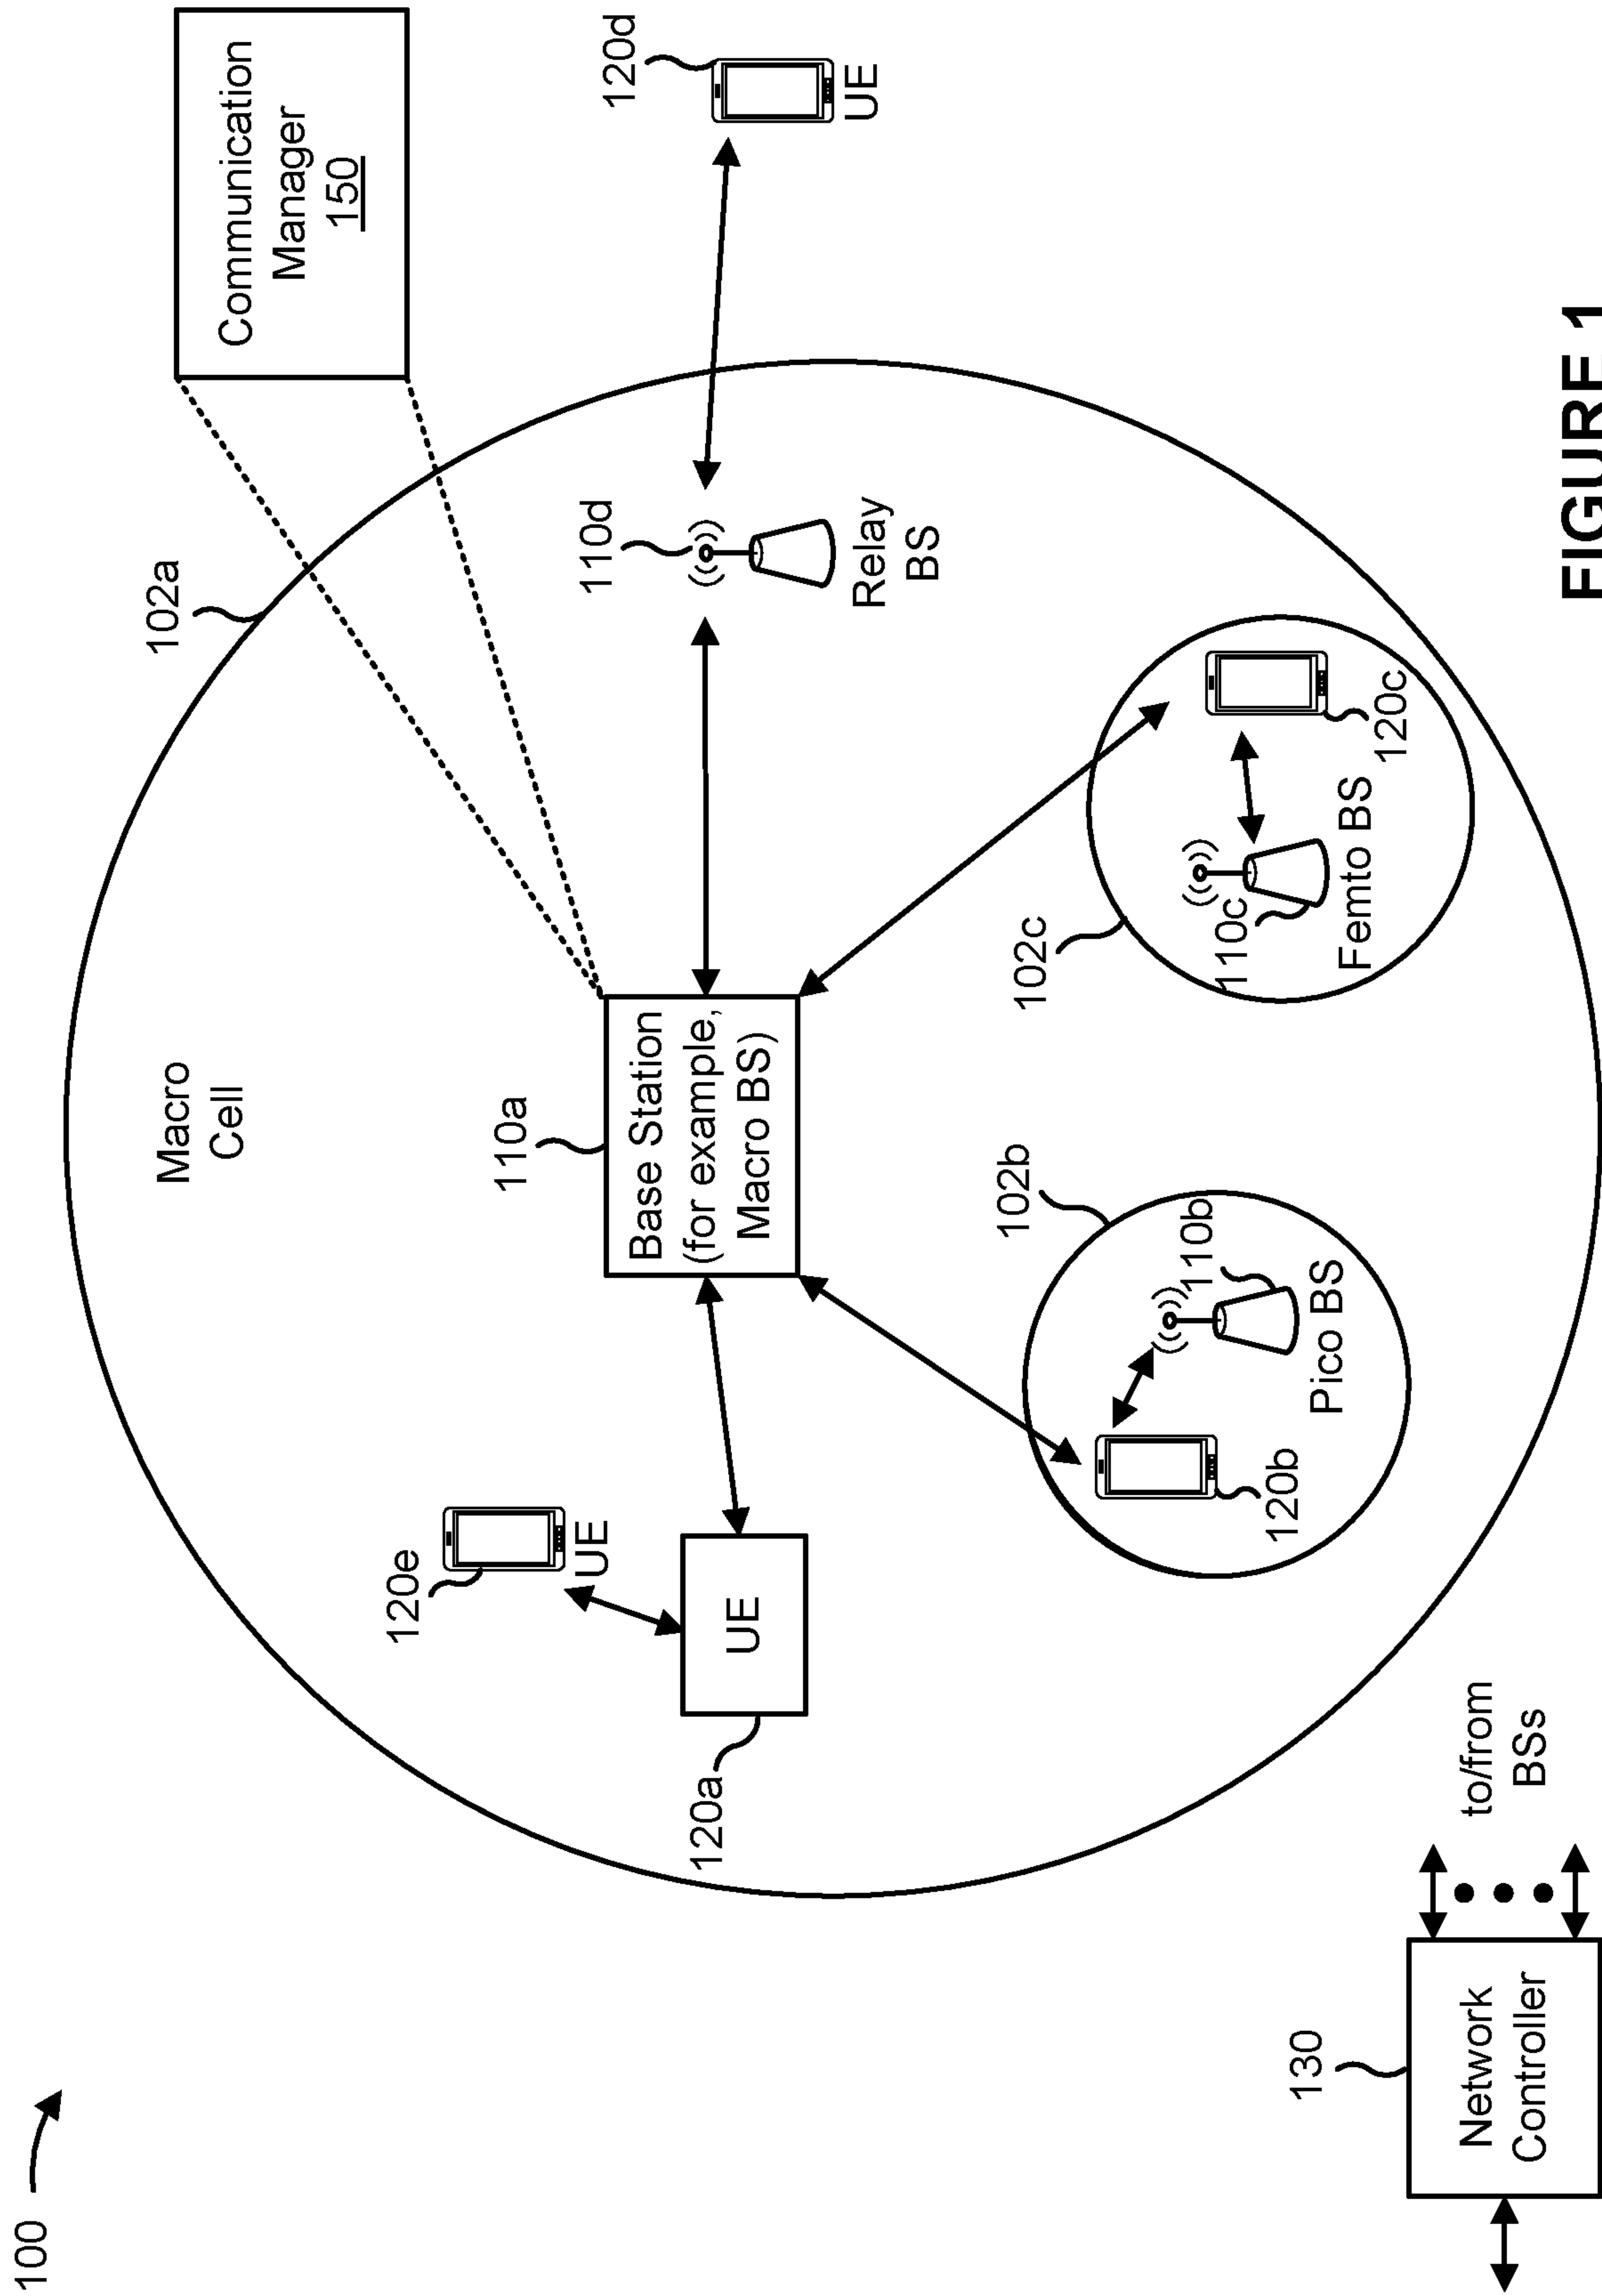 100
Macro
Cell
102a
Communication
Manager
150
120e
UE
110a
Base Station
(for example,
Macro BS)
110d
Relay
BS
120d
UE
120a
UE
102b
120b
110b
Pico BS
102c
110c
Femto BS
120c
130
Network
Controller
to/from
BSs
FIGURE 1